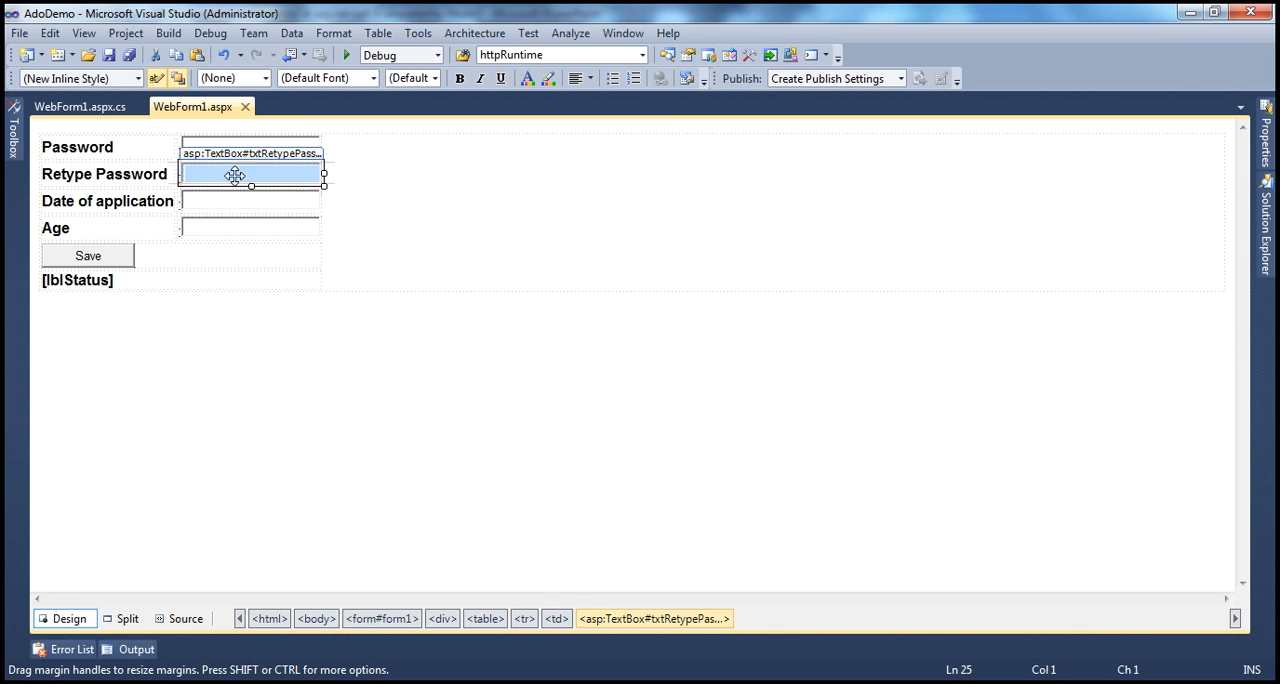 AdoDemo - Microsoft Visual Studio (Administrator)
File Edit View Project Build Debug Team Data Format Table Tools Architecture Test Analyze Window Help
Debug httpRuntime
(New Inline Style) (None) (Default Font) (Default B I U A Publish: Create Publish Settings
WebForm1.aspx.cs WebForm1.aspx
Toolbox
Password
asp:TextBox#txtRetypePass...
Retype Password
Date of application
Age
Save
[lblStatus]
Properties
Solution Explorer
Design Split Source <html> <body> <form#form1> <div> <table> <tr> <td> <asp:TextBox#txtRetypePas...>
Error List Output
Drag margin handles to resize margins. Press SHIFT or CTRL for more options. Ln 25 Col 1 Ch 1 INS